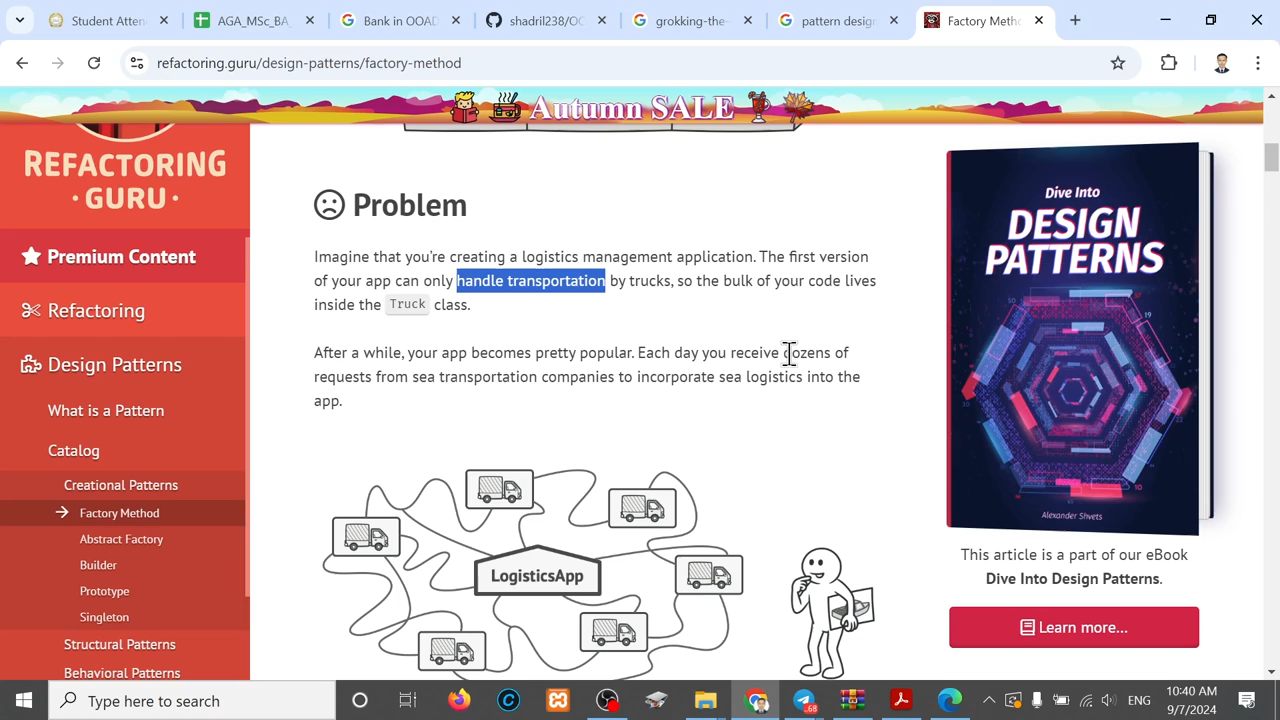 Student Atten
AGA_MSc_BA
Bank in OOAD
shadril238/OO
grokking-the-
pattern design
Factory Meth
refactoring.guru/design-patterns/factory-method
Autumn SALE
REFACTORING
· GURU ·
Premium Content
Refactoring
Design Patterns
What is a Pattern
Catalog
Creational Patterns
Factory Method
Abstract Factory
Builder
Prototype
Singleton
Structural Patterns
Behavioral Patterns
Problem
Imagine that you're creating a logistics management application. The first version
of your app can only handle transportation by trucks, so the bulk of your code lives
inside the Truck class.
After a while, your app becomes pretty popular. Each day you receive dozens of
requests from sea transportation companies to incorporate sea logistics into the
app.
LogisticsApp
Dive Into
DESIGN
PATTERNS
Alexander Shvets
This article is a part of our eBook
Dive Into Design Patterns.
Learn more...
Type here to search
.68
ENG
10:40 AM
9/7/2024